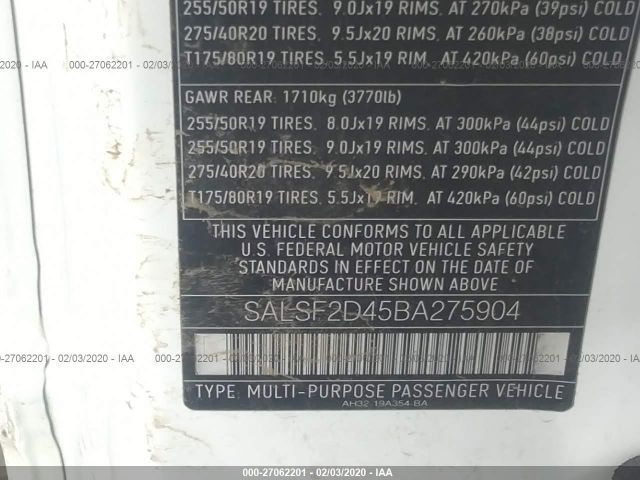 255/50R19 TIRES. 9.0Jx19 RIMS. AT 270kPa (39psi) COLD
275/40R20 TIRES. 9.5Jx20 RIMS. AT 260kPa (38psi) COLD
T175/80R19 TIRES. 5.5Jx19 RIM. AT 420kPa (60psi) COLD
GAWR REAR: 1710kg (3770lb)
255/50R19 TIRES. 8.0Jx19 RIMS. AT 300kPa (44psi) COLD
255/50R19 TIRES. 9.0Jx19 RIMS. AT 300kPa (44psi) COLD
275/40R20 TIRES. 9.5Jx20 RIMS. AT 290kPa (42psi) COLD
T175/80R19 TIRES. 5.5Jx19 RIM. AT 420kPa (60psi) COLD
THIS VEHICLE CONFORMS TO ALL APPLICABLE
U.S. FEDERAL MOTOR VEHICLE SAFETY
STANDARDS IN EFFECT ON THE DATE OF
MANUFACTURE SHOWN ABOVE
SALSF2D45BA275904
TYPE: MULTI-PURPOSE PASSENGER VEHICLE
AH32-19A354-BA
000-27062201 - 02/03/2020 - IAA